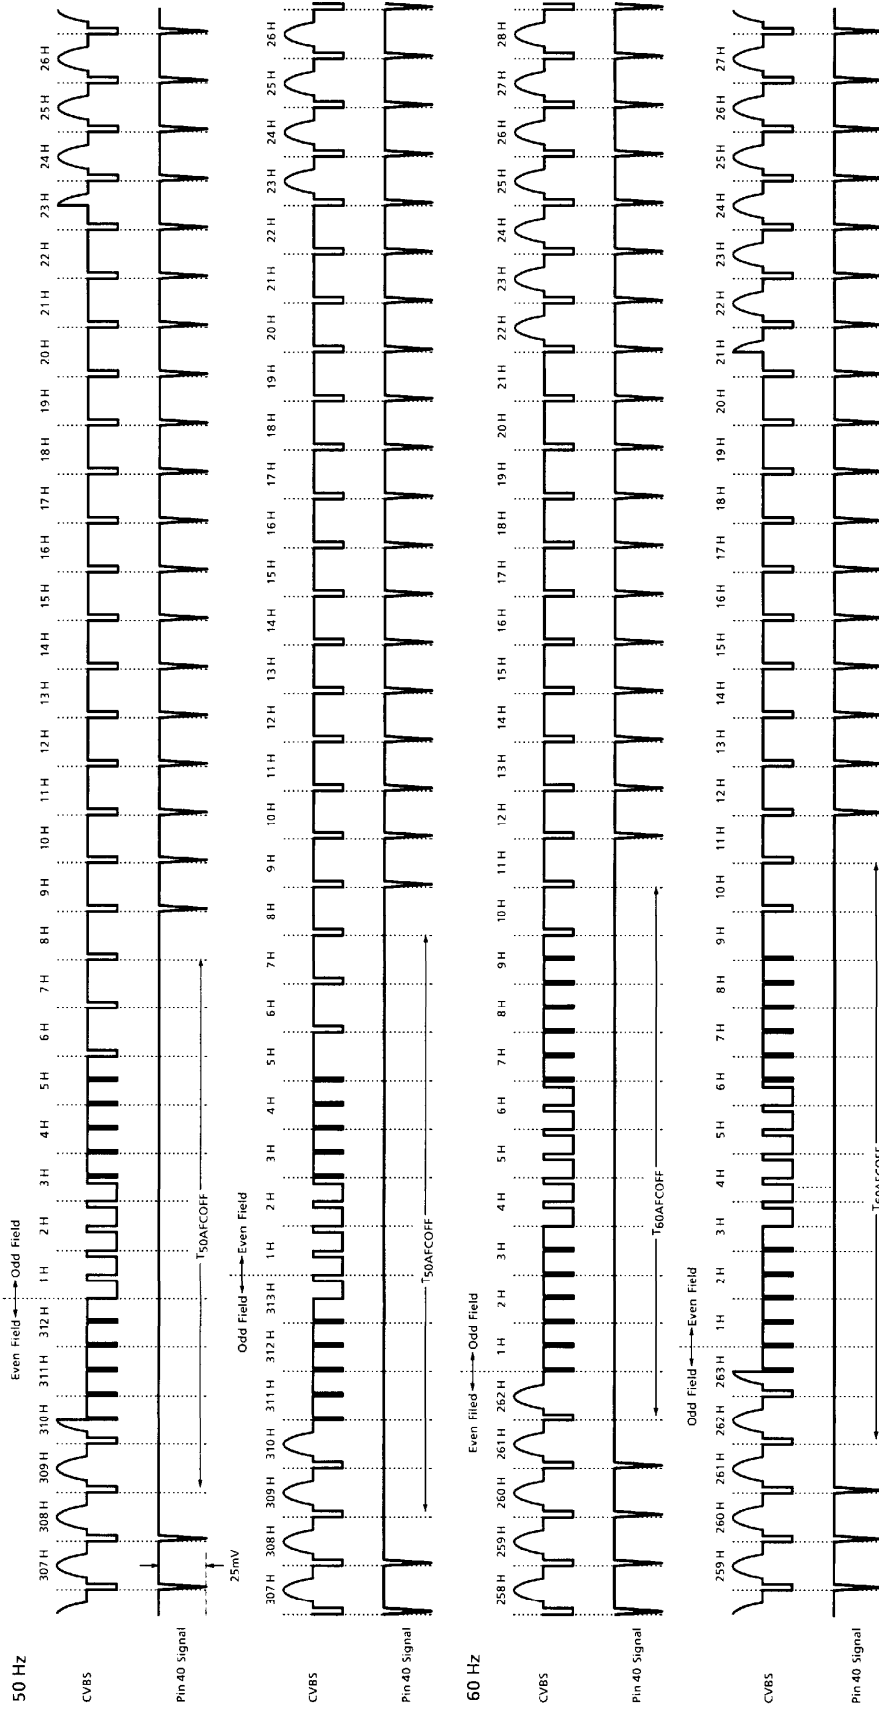 50 Hz
Even Field Odd Field
307 H 308 H 309 H 310 H 311 H 312 H 1 H 2 H 3 H 4 H 5 H 6 H 7 H 8 H 9 H 10 H 11 H 12 H 13 H 14 H 15 H 16 H 17 H 18 H 19 H 20 H 21 H 22 H 23 H 24 H 25 H 26 H
CVBS
Pin 40 Signal
25mV
T50AFCOFF
Odd Field Even Field
307 H 308 H 309 H 310 H 311 H 312 H 313 H 1 H 2 H 3 H 4 H 5 H 6 H 7 H 8 H 9 H 10 H 11 H 12 H 13 H 14 H 15 H 16 H 17 H 18 H 19 H 20 H 21 H 22 H 23 H 24 H 25 H 26 H
CVBS
Pin 40 Signal
T50AFCOFF
60 Hz
Even Filed Odd Field
258 H 259 H 260 H 261 H 262 H 1 H 2 H 3 H 4 H 5 H 6 H 7 H 8 H 9 H 10 H 11 H 12 H 13 H 14 H 15 H 16 H 17 H 18 H 19 H 20 H 21 H 22 H 23 H 24 H 25 H 26 H 27 H 28 H
CVBS
Pin 40 Signal
T60AFCOFF
Odd Field Even Field
259 H 260 H 261 H 262 H 263 H 1 H 2 H 3 H 4 H 5 H 6 H 7 H 8 H 9 H 10 H 11 H 12 H 13 H 14 H 15 H 16 H 17 H 18 H 19 H 20 H 21 H 22 H 23 H 24 H 25 H 26 H 27 H
CVBS
Pin 40 Signal
T60AFCOFF